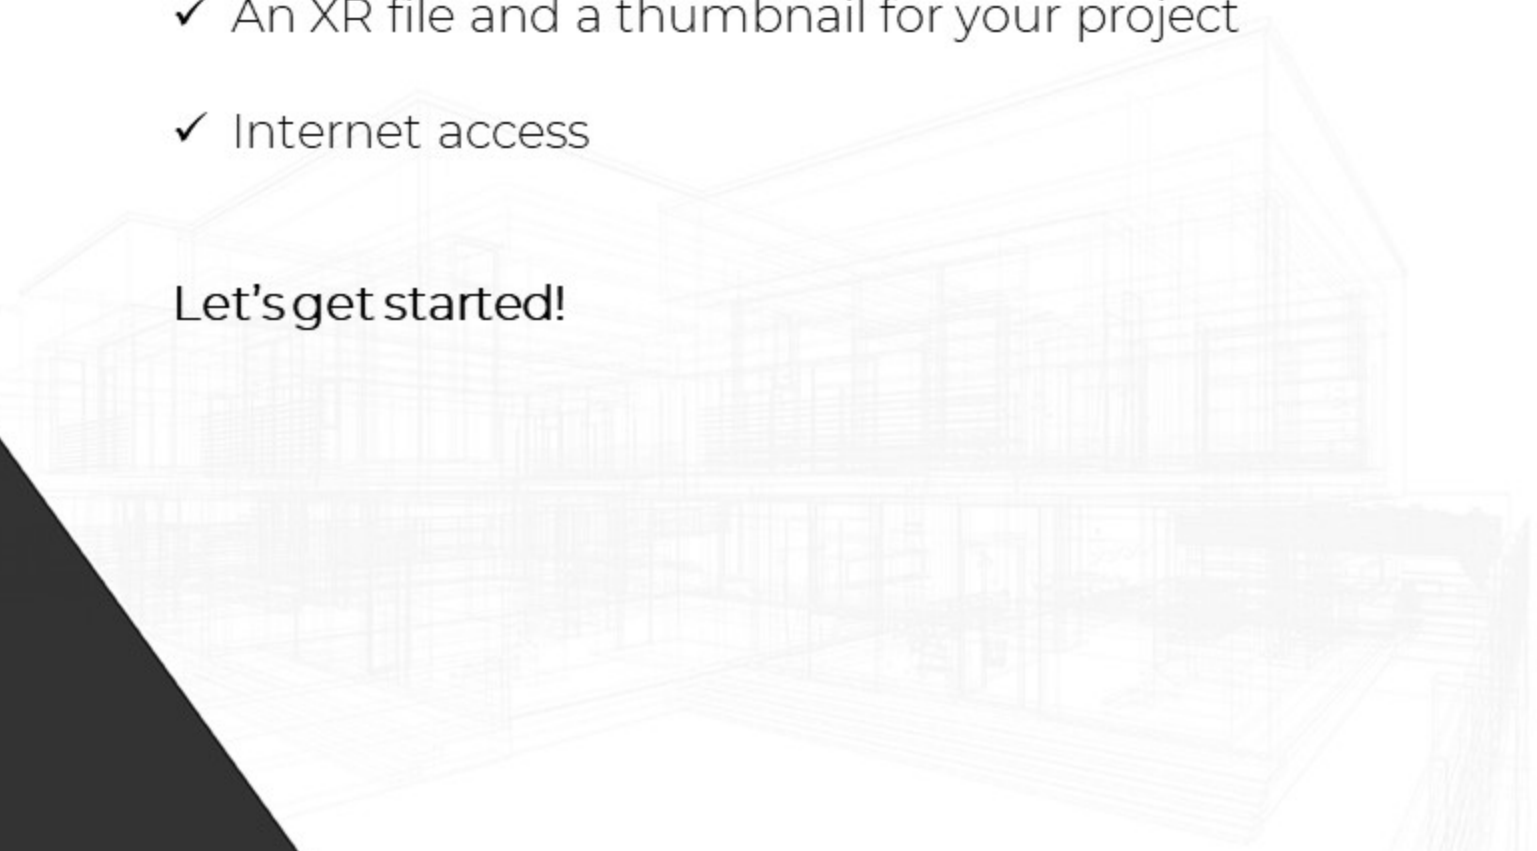 ✓ An XR file and a thumbnail for your project
✓ Internet access
Let's get started!